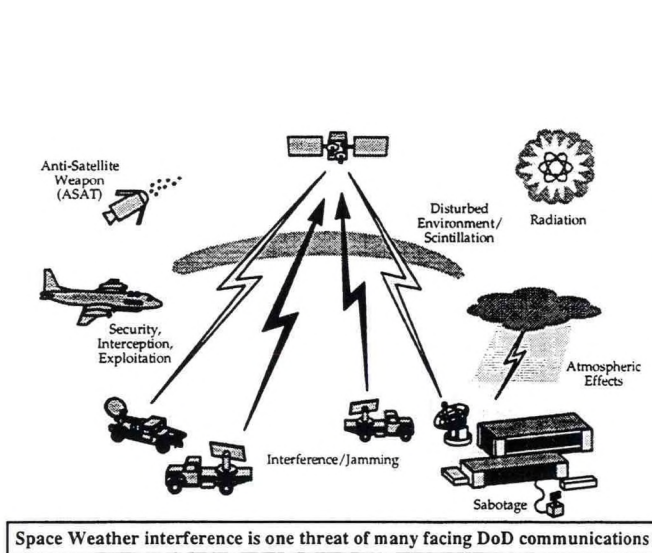 Anti-Satellite
Weapon
(ASAT)
Disturbed
Environment/
Scintillation
Radiation
Security,
Interception,
Exploitation
Atmospheric
Effects
Interference/Jamming
Sabotage
Space Weather interference is one threat of many facing DoD communications